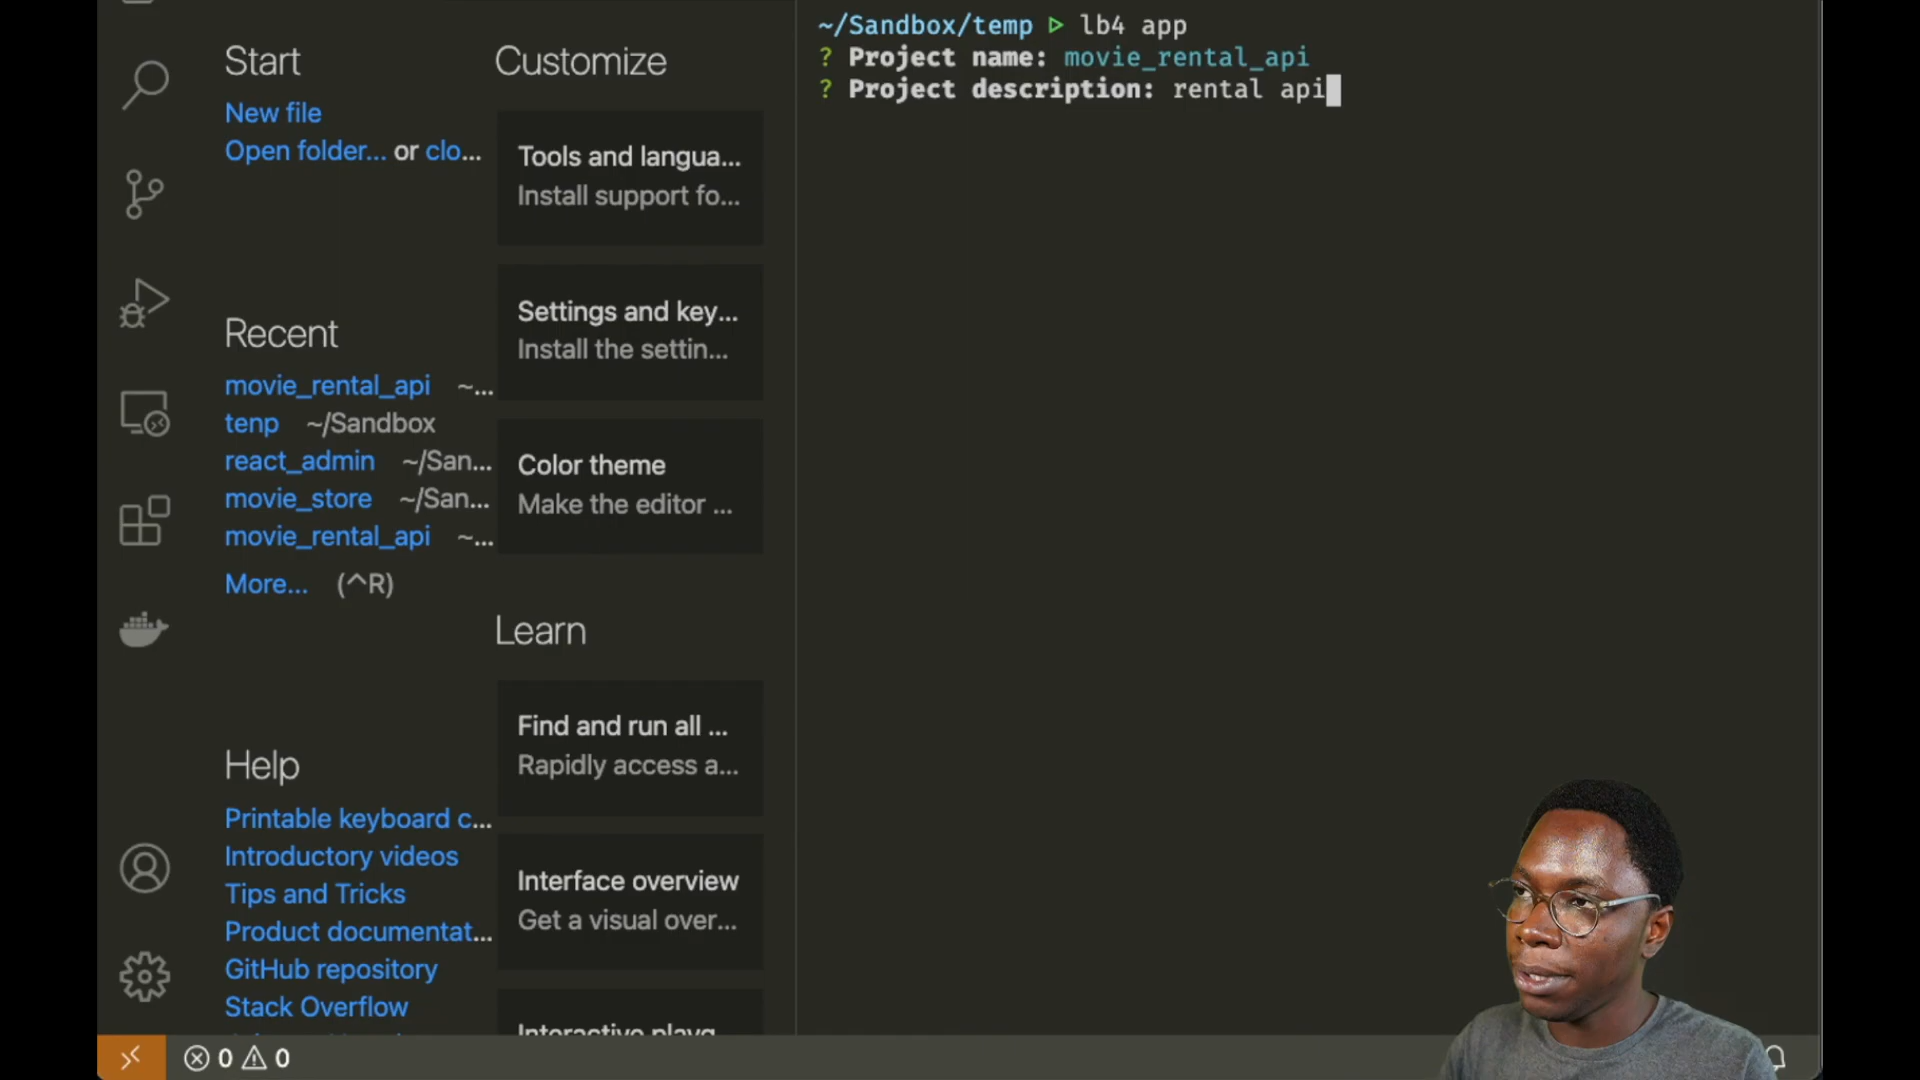 Start
New file
Open folder... or clo...
Recent
movie_rental_api ~...
tenp ~/Sandbox
react_admin ~/San...
movie_store ~/San...
movie_rental_api ~...
More... (^R)
Help
Printable keyboard c...
Introductory videos
Tips and Tricks
Product documentat...
GitHub repository
Stack Overflow
Customize
Tools and langua...
Install support fo...
Settings and key...
Install the settin...
Color theme
Make the editor ...
Learn
Find and run all ...
Rapidly access a...
Interface overview
Get a visual over...
Interactive playg...
~/Sandbox/temp ▷ lb4 app
? Project name: movie_rental_api
? Project description: rental api
0 0